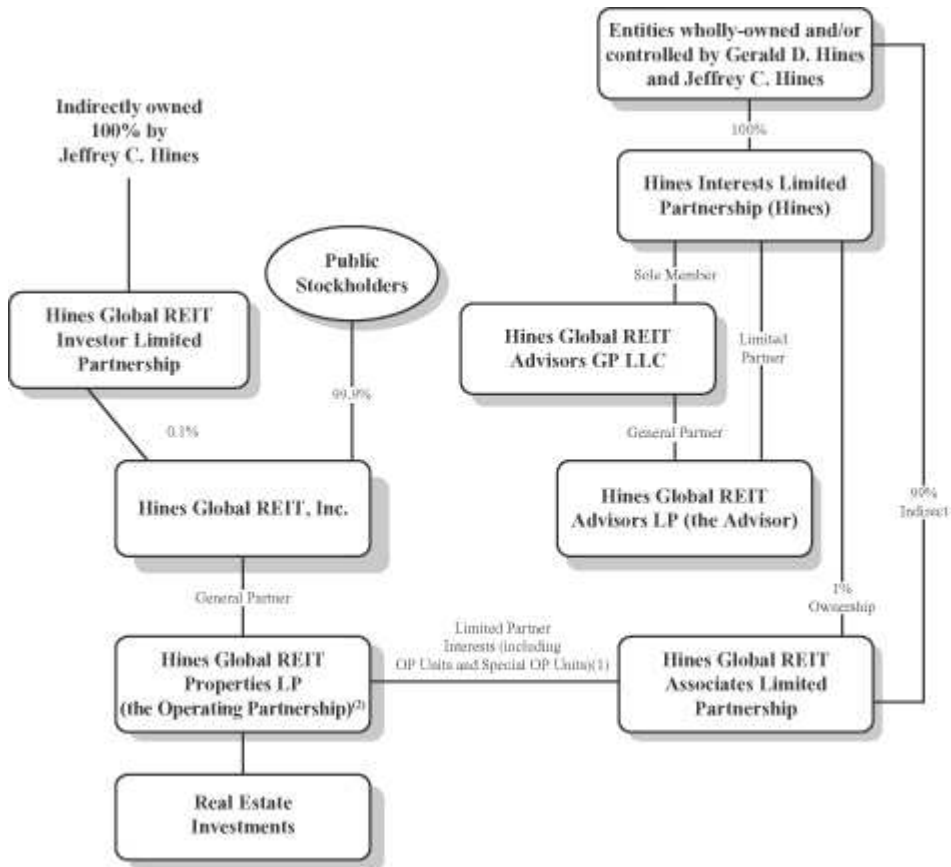 Entities wholly-owned and/or
controlled by Gerald D. Hines
and Jeffrey C. Hines
Indirectly owned
100% by
Jeffrey C. Hines
100%
Hines Interests Limited
Partnership (Hines)
Public
Stockholders
Sole Member
Hines Global REIT
Investor Limited
Partnership
Hines Global REIT
Advisors GP LLC
Limited
Partner
99.9%
0.1%
General Partner
Hines Global REIT, Inc.
Hines Global REIT
Advisors LP (the Advisor)
99%
Indirect
General Partner
1%
Ownership
Limited Partner
Interests (including
OP Units and Special OP Units)(1)
Hines Global REIT
Properties LP
(the Operating Partnership)(2)
Hines Global REIT
Associates Limited
Partnership
Real Estate
Investments